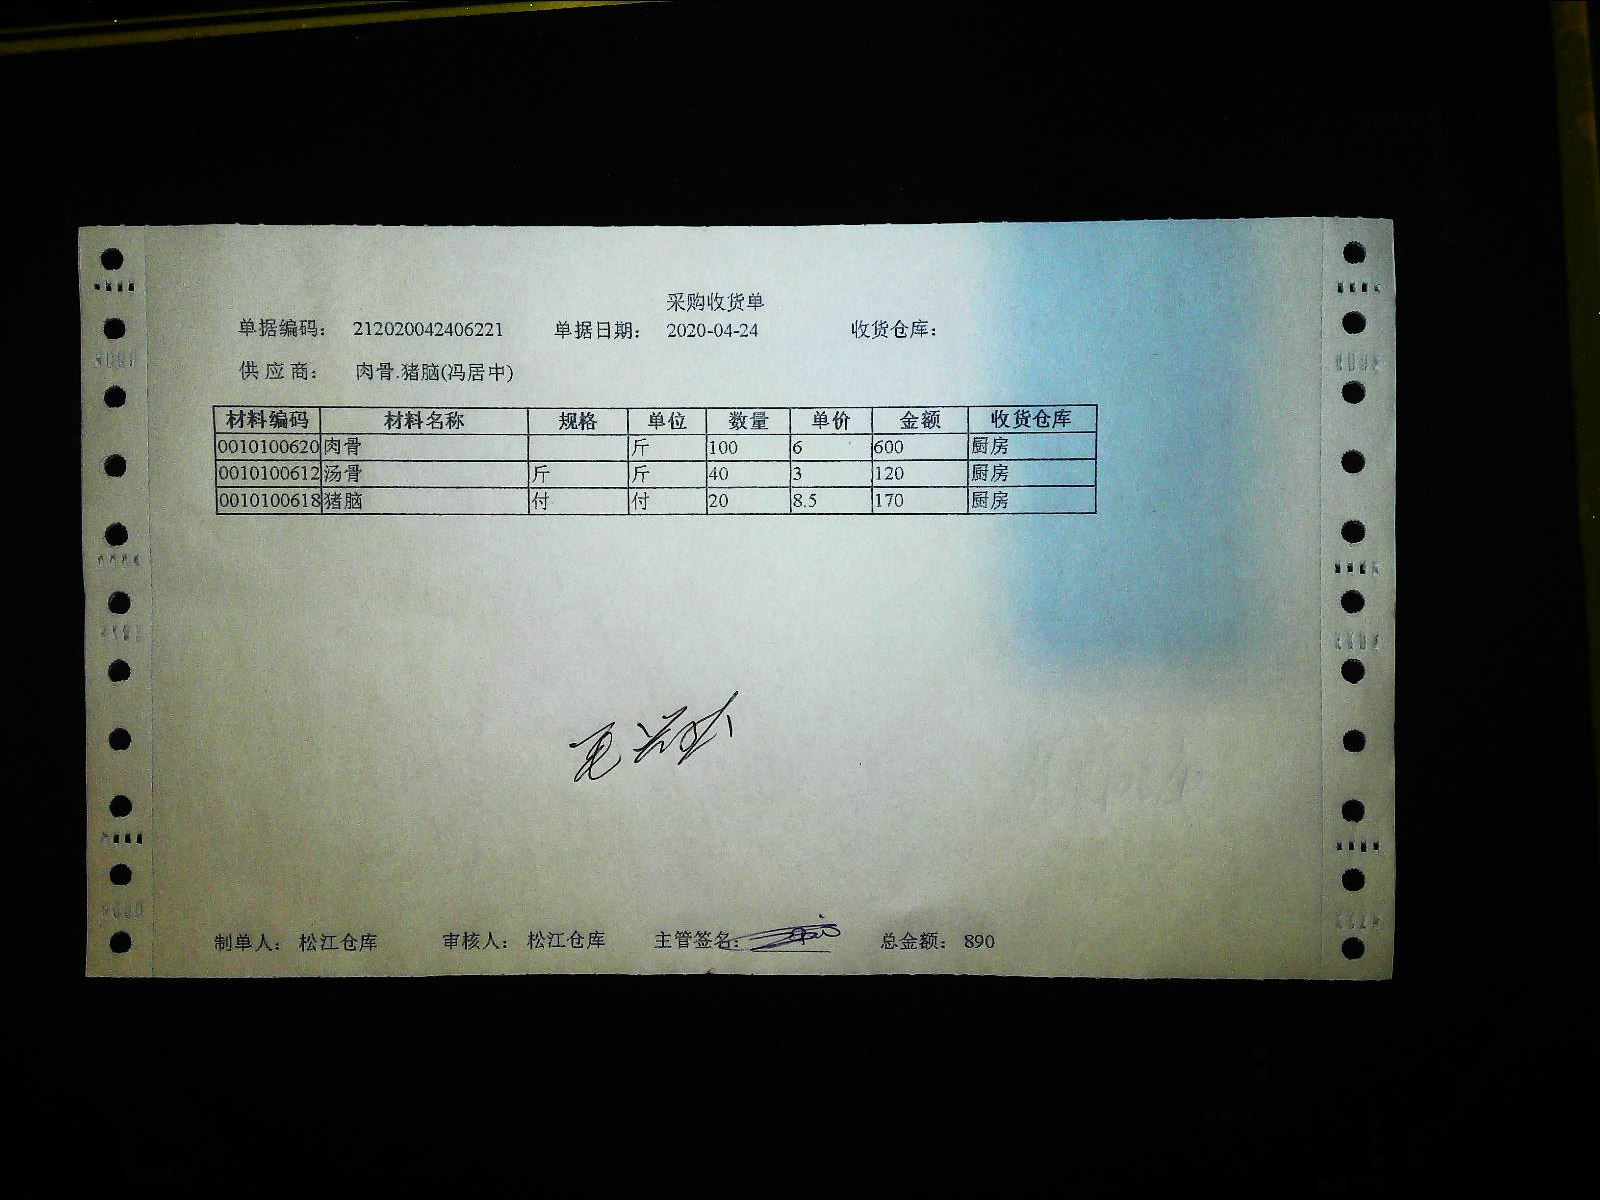 采购收货单
单据编码: 212020042406221 单据日期: 2020-04-24 收货仓库:
供应商: 肉骨.猪脑(冯居中)
材料编码 材料名称 规格 单位 数量 单价 金额 收货仓库
0010100620 肉骨 斤 100 6 600 厨房
0010100612 汤骨 斤 斤 40 3 120 厨房
0010100618 猪脑 付 付 20 8.5 170 厨房
制单人: 松江仓库 审核人: 松江仓库 主管签名: 总金额: 890